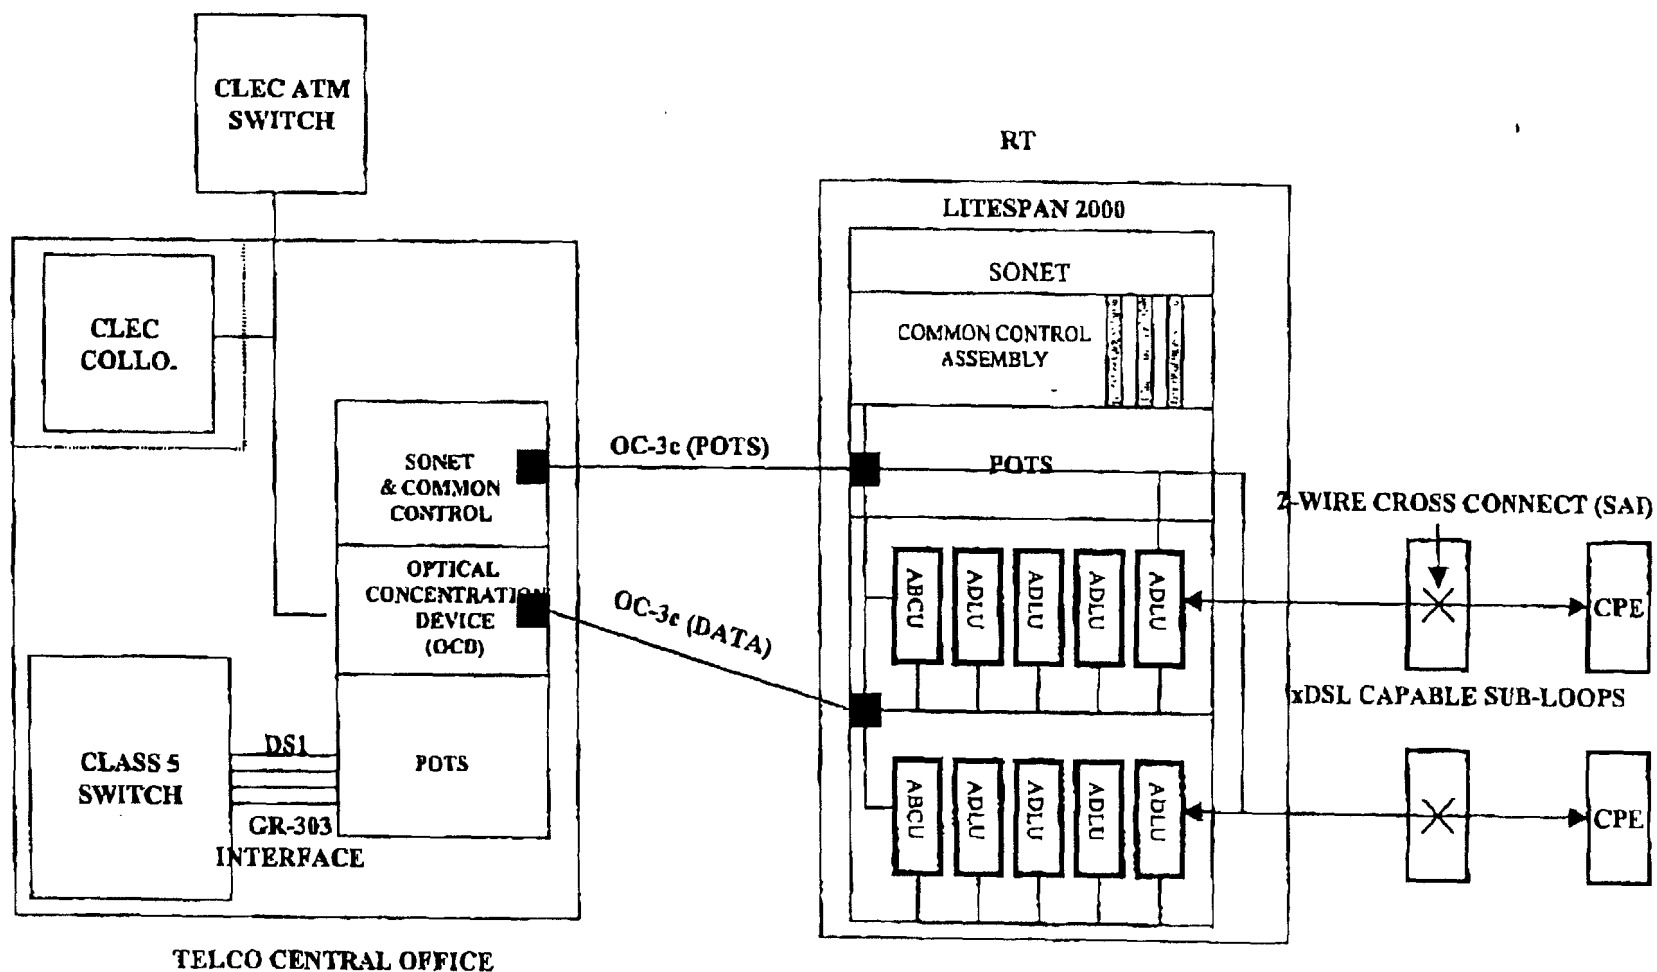 CLEC ATM
SWITCH
RT
LITESPAN 2000
SONET
CLEC
COLLO.
COMMON CONTROL
ASSEMBLY
OC-3c (POTS)
SONET
& COMMON
CONTROL
POTS
2-WIRE CROSS CONNECT (SAI)
OPTICAL
CONCENTRATION
DEVICE
(OCD)
OC-3c (DATA)
ABCU
ADLU
ADLU
ADLU
ADLU
CPE
xDSL CAPABLE SUB-LOOPS
CLASS 5
SWITCH
DS1
POTS
GR-303
INTERFACE
ABCU
ADLU
ADLU
ADLU
ADLU
CPE
TELCO CENTRAL OFFICE